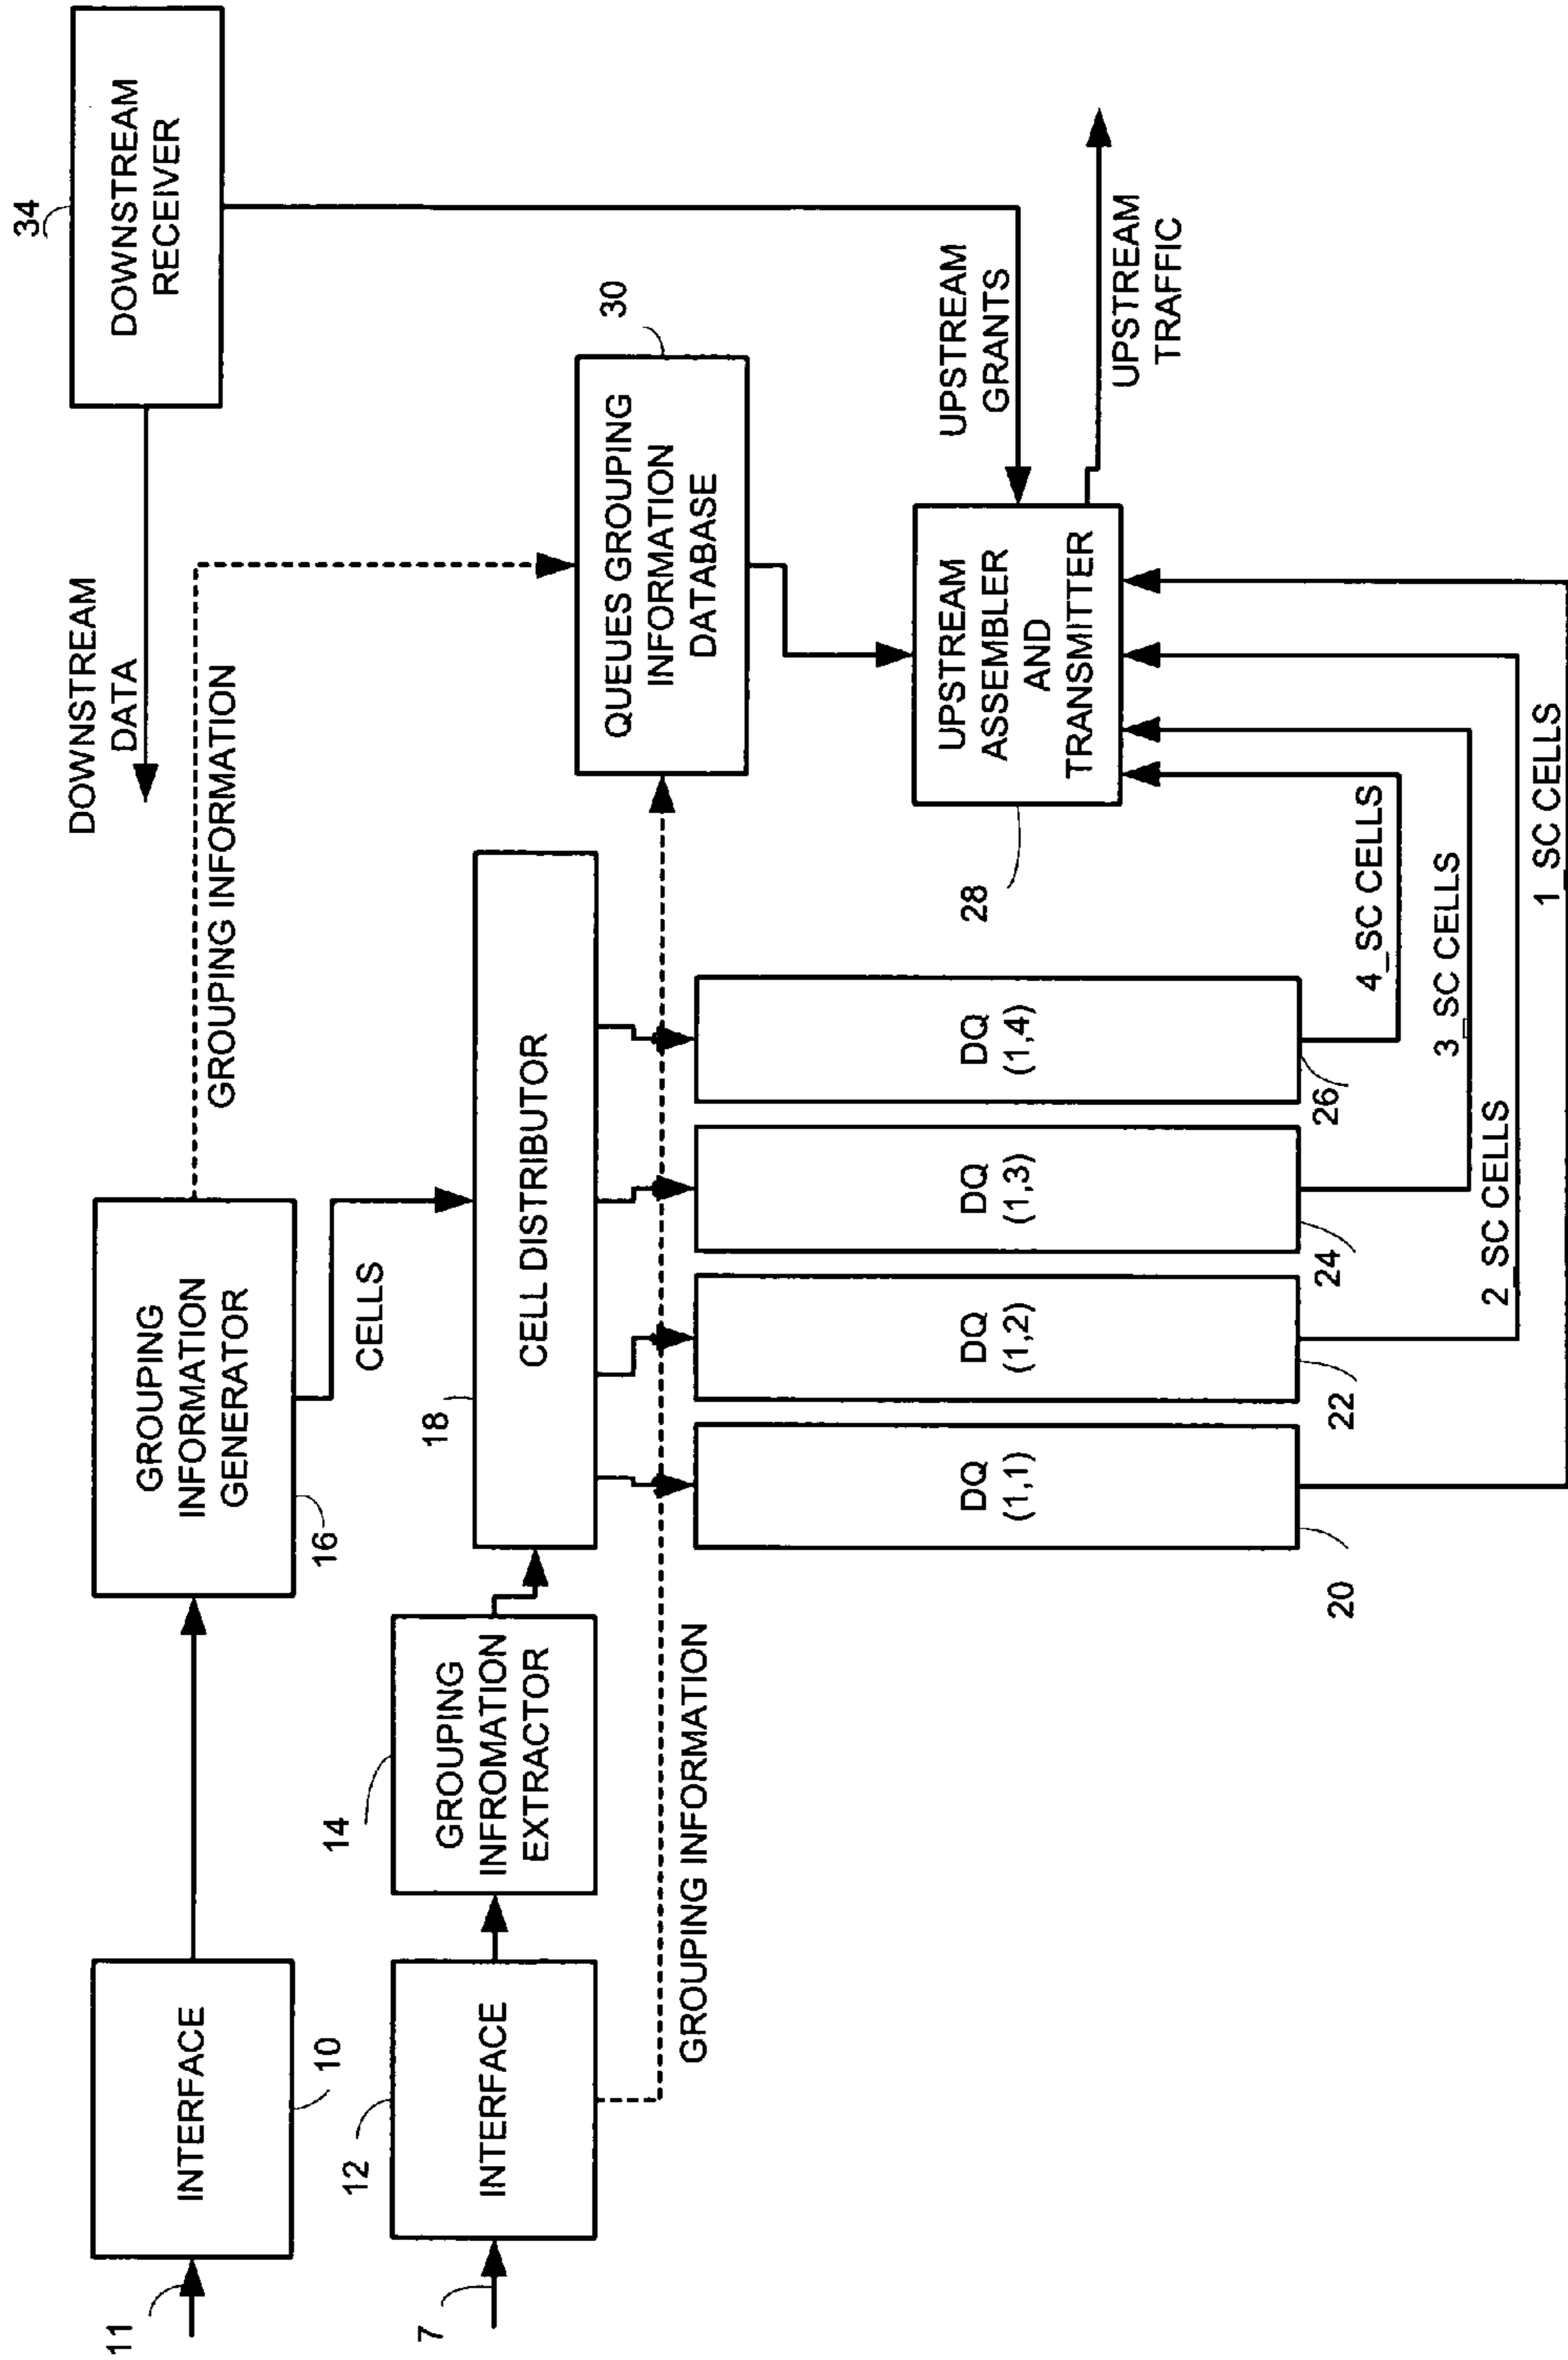 11
INTERFACE
10
GROUPING
INFORMATION
GENERATOR
16
GROUPING INFORMATION
DOWNSTREAM
DATA
34
DOWNSTREAM
RECEIVER
7
12
INTERFACE
14
GROUPING
INFROMATION
EXTRACTOR
CELLS
18
CELL DISTRIBUTOR
QUEUES GROUPING
INFORMATION
DATABASE
30
GROUPING INFORMATION
DQ
(1,1)
20
DQ
(1,2)
22
DQ
(1,3)
24
DQ
(1,4)
26
28
UPSTREAM
ASSEMBLER
AND
TRANSMITTER
UPSTREAM
GRANTS
UPSTREAM
TRAFFIC
4_SC CELLS
3_SC CELLS
2_SC CELLS
1_SC CELLS